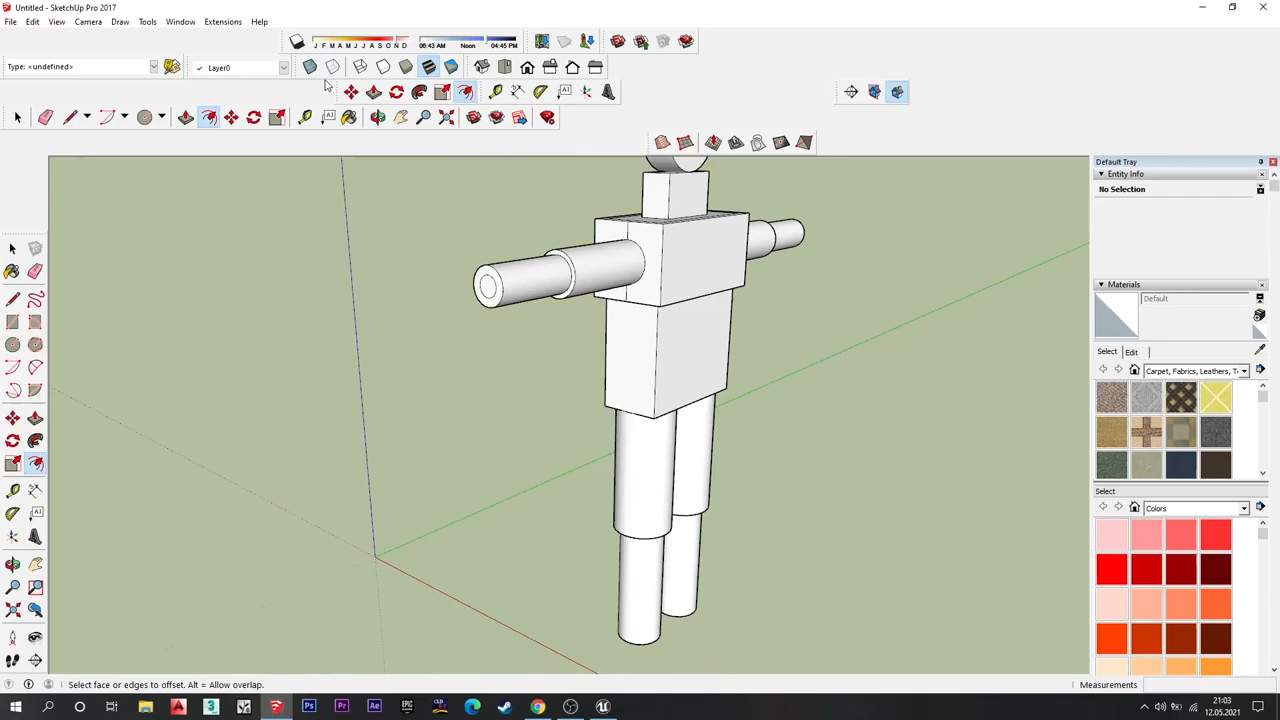 Untitled - SketchUp Pro 2017
File Edit View Camera Draw Tools Window Extensions Help
J F M A M J J A S O N D 06:43 AM Noon 04:45 PM
Type: <undefined> Layer0
Default Tray
Entity Info
No Selection
Materials
Default
Select Edit
Carpet, Fabrics, Leathers, T
Select
Colors
Select face or edges to offset. Alt = Allow overlap.
Measurements
21:03
12.05.2021